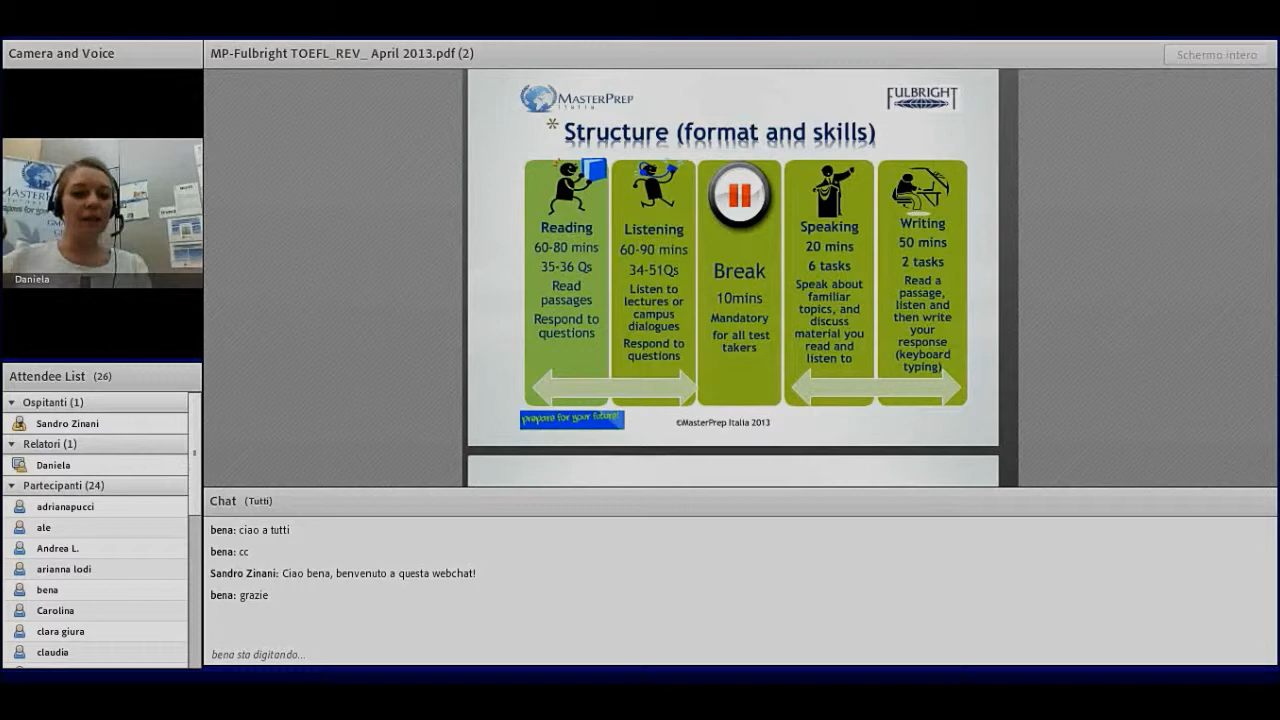 Camera and Voice
MP-Fulbright TOEFL_REV_ April 2013.pdf (2)
Schermo intero
MASTERPREP
Italia
FULBRIGHT
* Structure (format and skills)
Reading
60-80 mins
35-36 Qs
Read
passages
Respond to
questions
Listening
60-90 mins
34-51Qs
Listen to
lectures or
campus
dialogues
Respond to
questions
Break
10mins
Mandatory
for all test
takers
Speaking
20 mins
6 tasks
Speak about
familiar
topics, and
discuss
material you
read and
listen to
Writing
50 mins
2 tasks
Read a
passage,
listen and
then write
your
response
(keyboard
typing)
prepare for your future!
©MasterPrep Italia 2013
Daniela
Attendee List (26)
Ospitanti (1)
Sandro Zinani
Relatori (1)
Daniela
Partecipanti (24)
adrianapucci
ale
Andrea L.
arianna lodi
bena
Carolina
clara giura
claudia
Chat (Tutti)
bena: ciao a tutti
bena: cc
Sandro Zinani: Ciao bena, benvenuto a questa webchat!
bena: grazie
bena sta digitando...